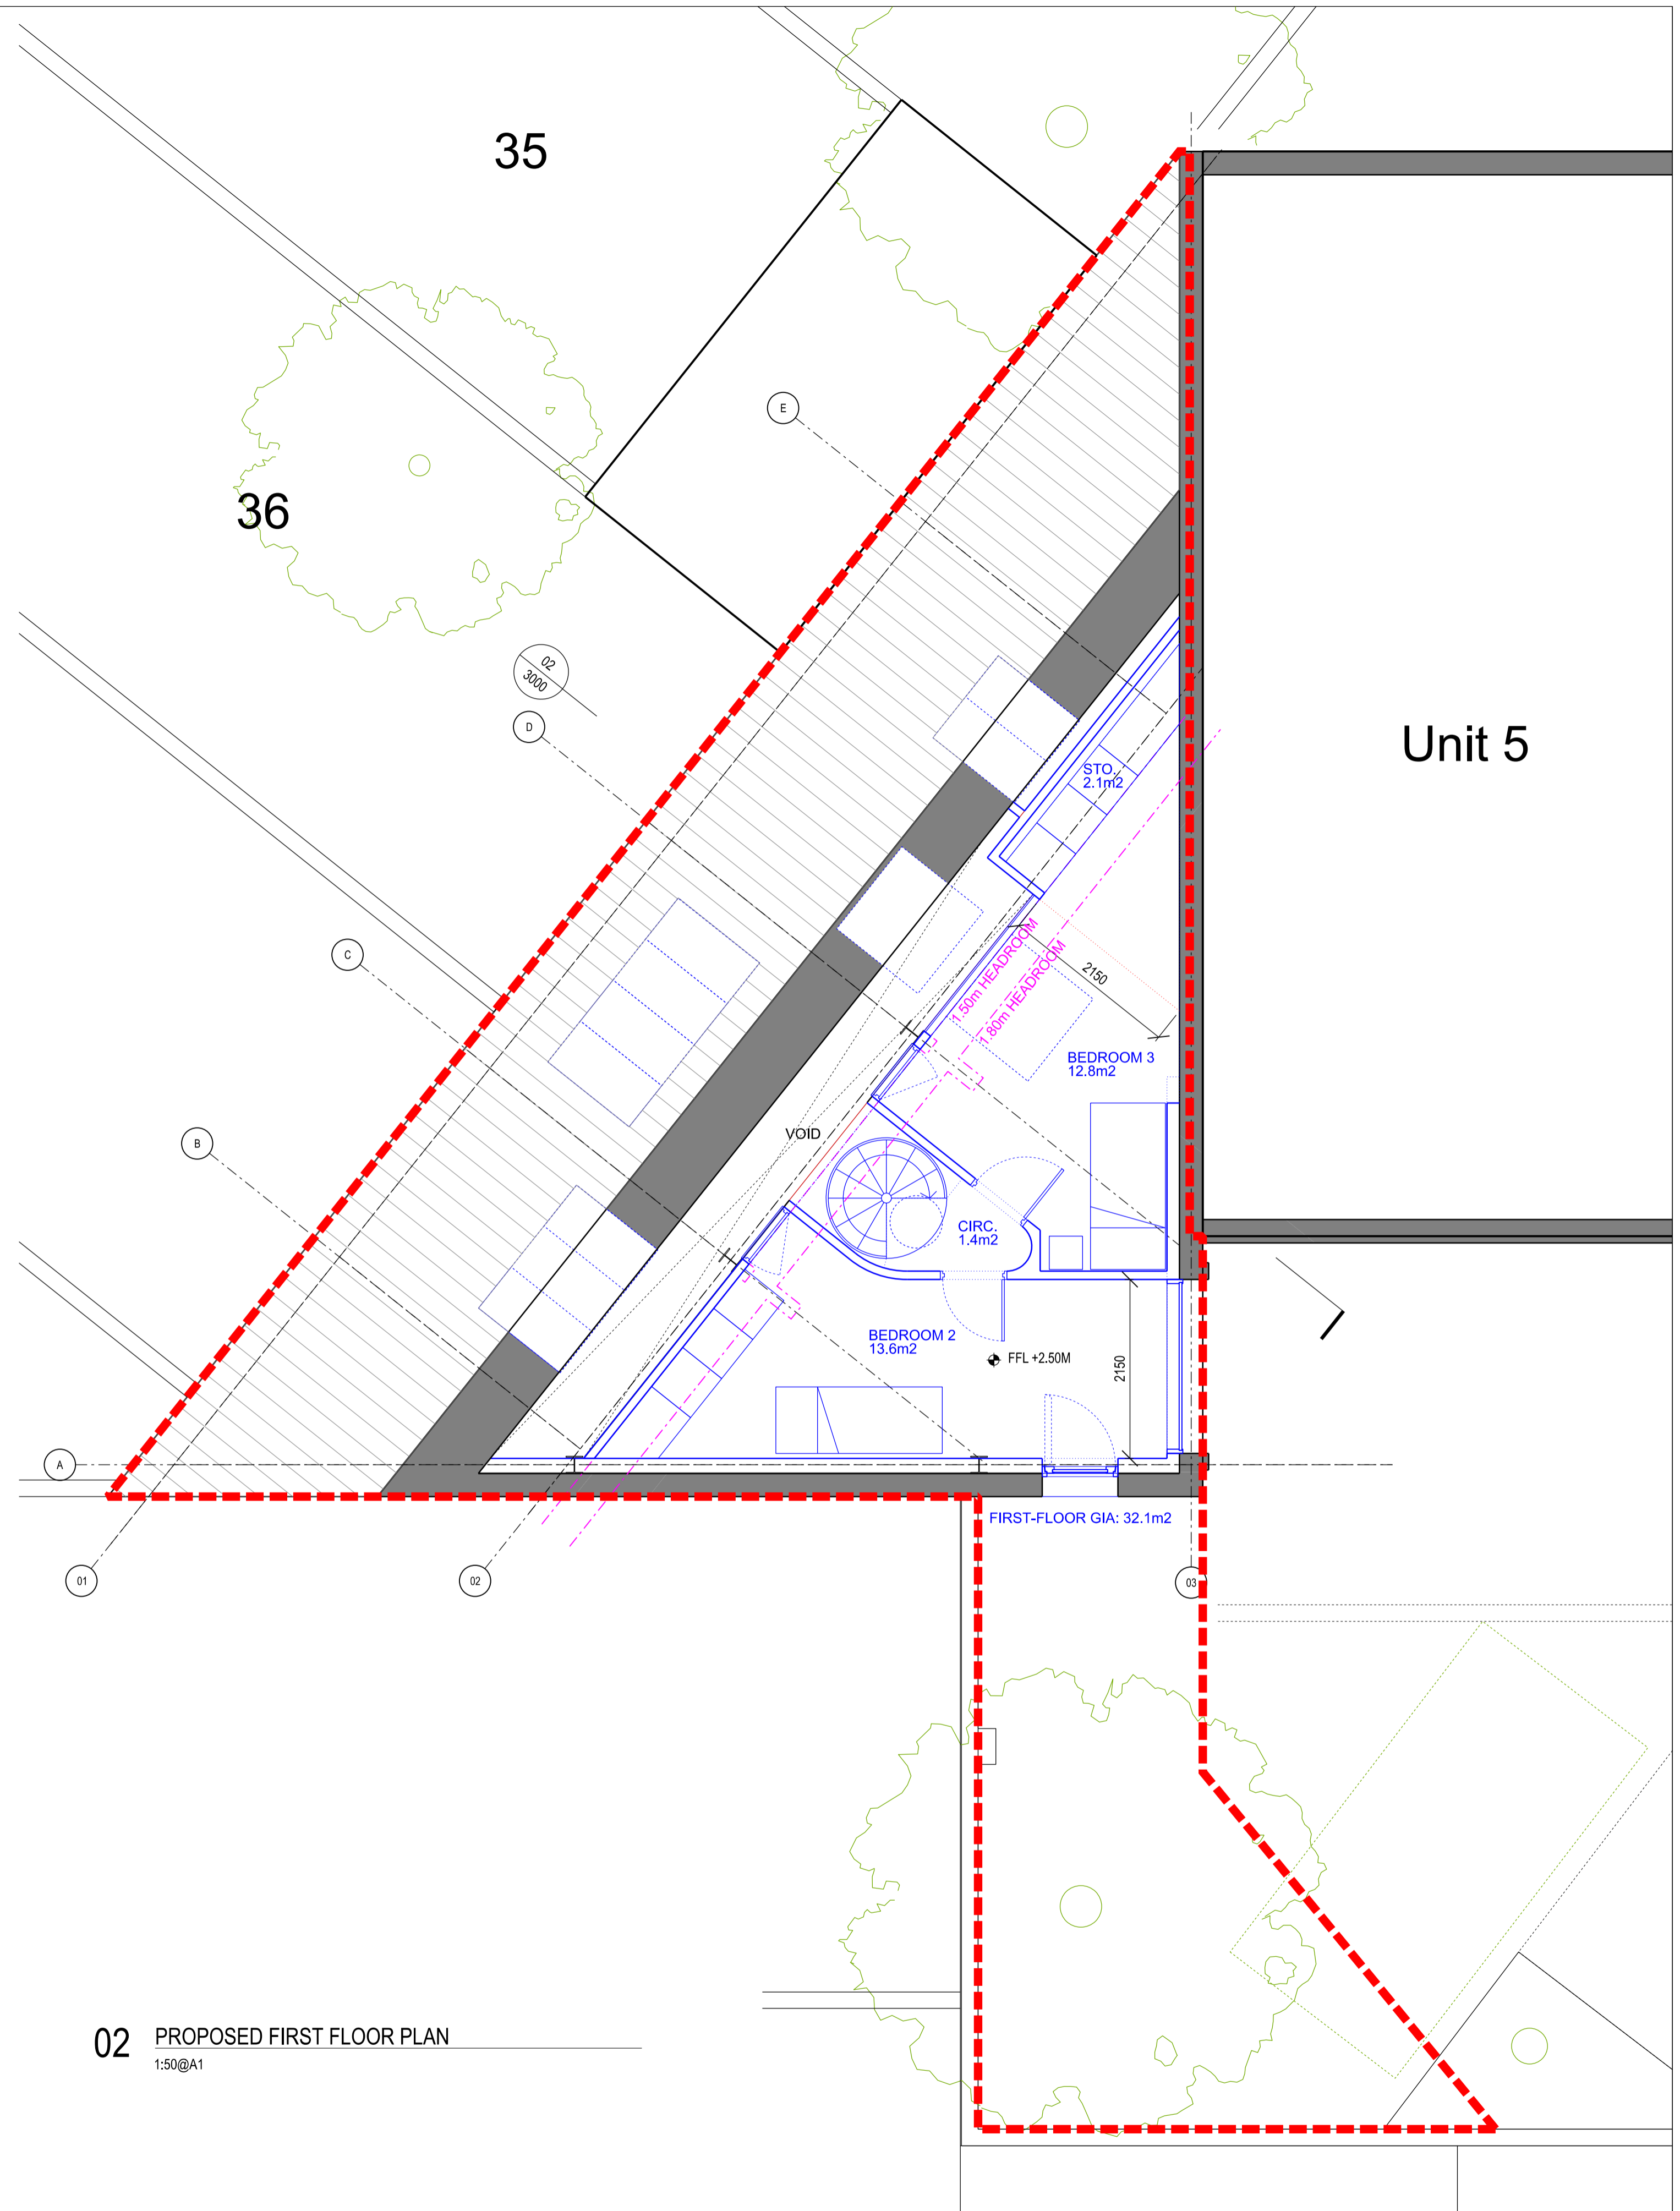 35
36
E
02
3000
D
Unit 5
STO.
2.1m2
C
1.50m HEADROOM
1.80m HEADROOM
2150
BEDROOM 3
12.8m2
B
VOID
CIRC.
1.4m2
BEDROOM 2
13.6m2
FFL +2.50M
2150
A
FIRST-FLOOR GIA: 32.1m2
01
02
03
02 PROPOSED FIRST FLOOR PLAN
1:50@A1